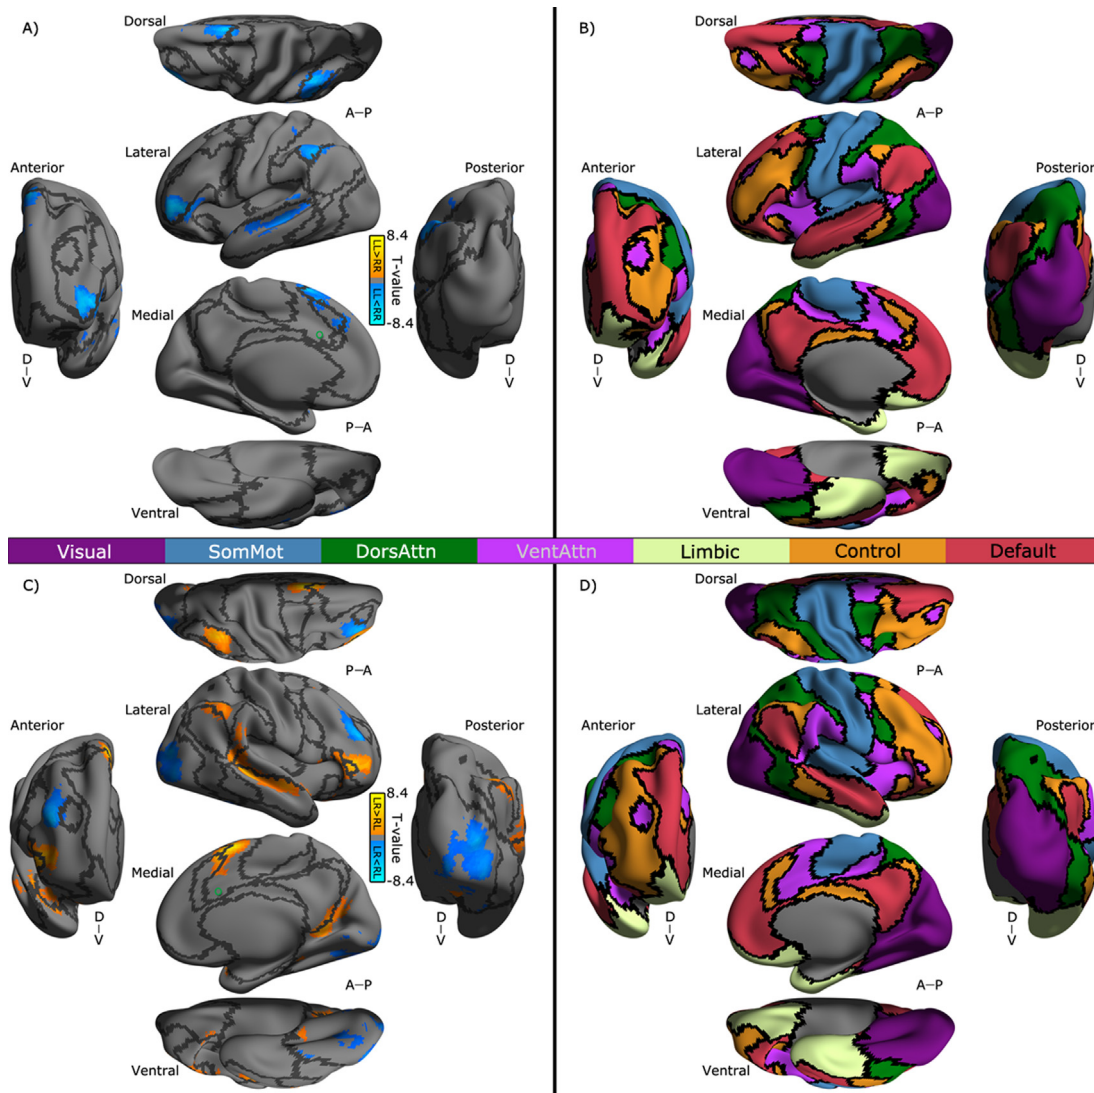 A)
Dorsal
A—P
Lateral
Anterior
Posterior
8.4
LL>RR
T-value
LL<RR
-8.4
Medial
D—V
D—V
P—A
Ventral
B)
Dorsal
A—P
Lateral
Anterior
Posterior
Medial
D—V
D—V
P—A
Ventral
Visual SomMot DorsAttn VentAttn Limbic Control Default
C)
Dorsal
P—A
Lateral
Anterior
Posterior
8.4
LR>RL
T-value
LR<RL
-8.4
Medial
D—V
D—V
A—P
Ventral
D)
Dorsal
P—A
Lateral
Anterior
Posterior
Medial
D—V
D—V
A—P
Ventral